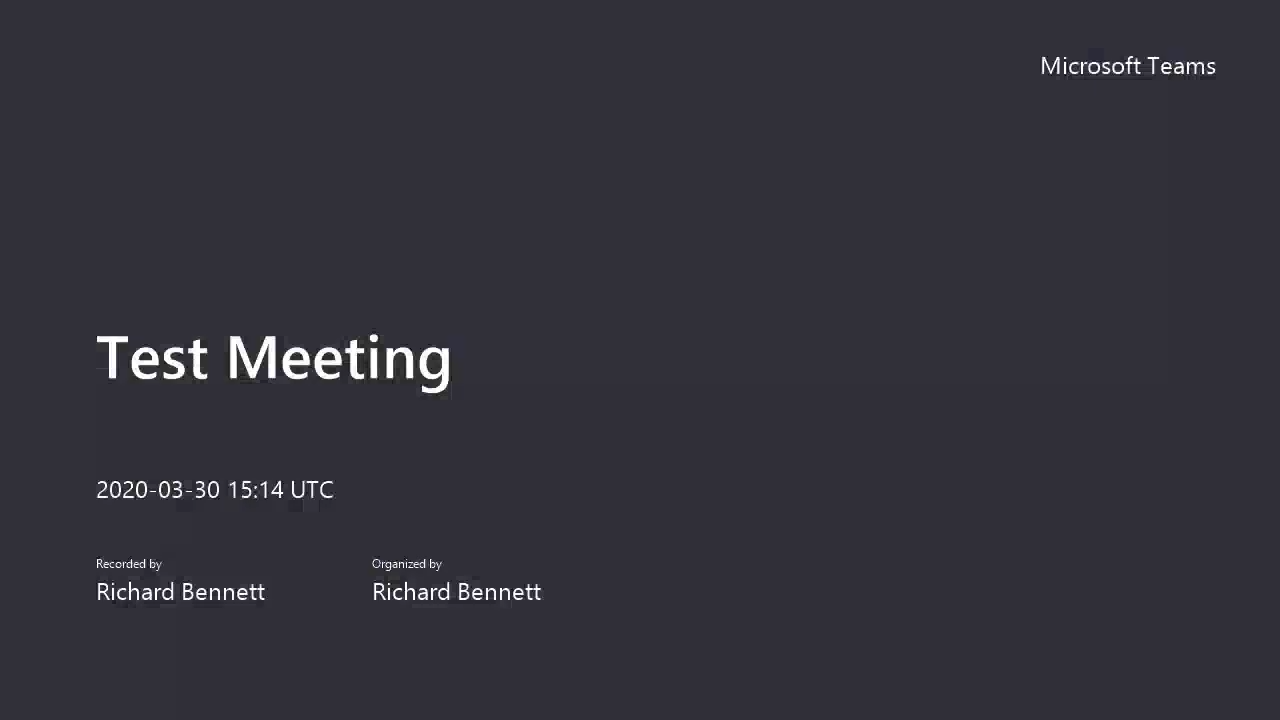 Microsoft Teams
Test Meeting
2020-03-30 15:14 UTC
Recorded by
Richard Bennett
Organized by
Richard Bennett